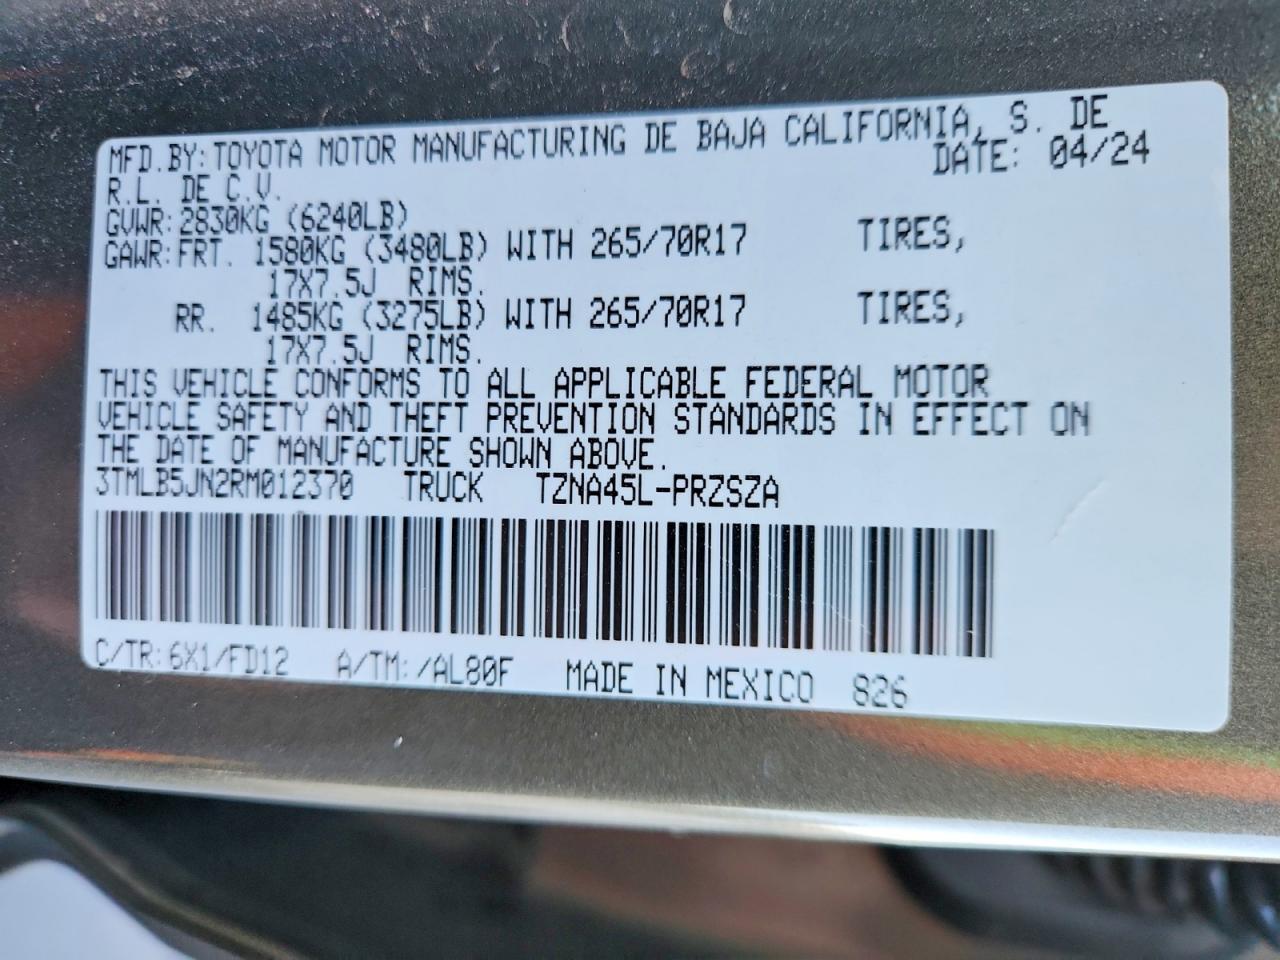 MFD.BY:TOYOTA MOTOR MANUFACTURING DE BAJA CALIFORNIA, S. DE
R.L. DE C.V. DATE: 04/24
GVWR:2830KG (6240LB)
GAWR:FRT. 1580KG (3480LB) WITH 265/70R17 TIRES,
17X7.5J RIMS.
RR. 1485KG (3275LB) WITH 265/70R17 TIRES,
17X7.5J RIMS.
THIS VEHICLE CONFORMS TO ALL APPLICABLE FEDERAL MOTOR
VEHICLE SAFETY AND THEFT PREVENTION STANDARDS IN EFFECT ON
THE DATE OF MANUFACTURE SHOWN ABOVE.
3TMLB5JN2RM012370 TRUCK TZNA45L-PRZSZA
C/TR:6X1/FD12 A/TM:/AL80F MADE IN MEXICO 826